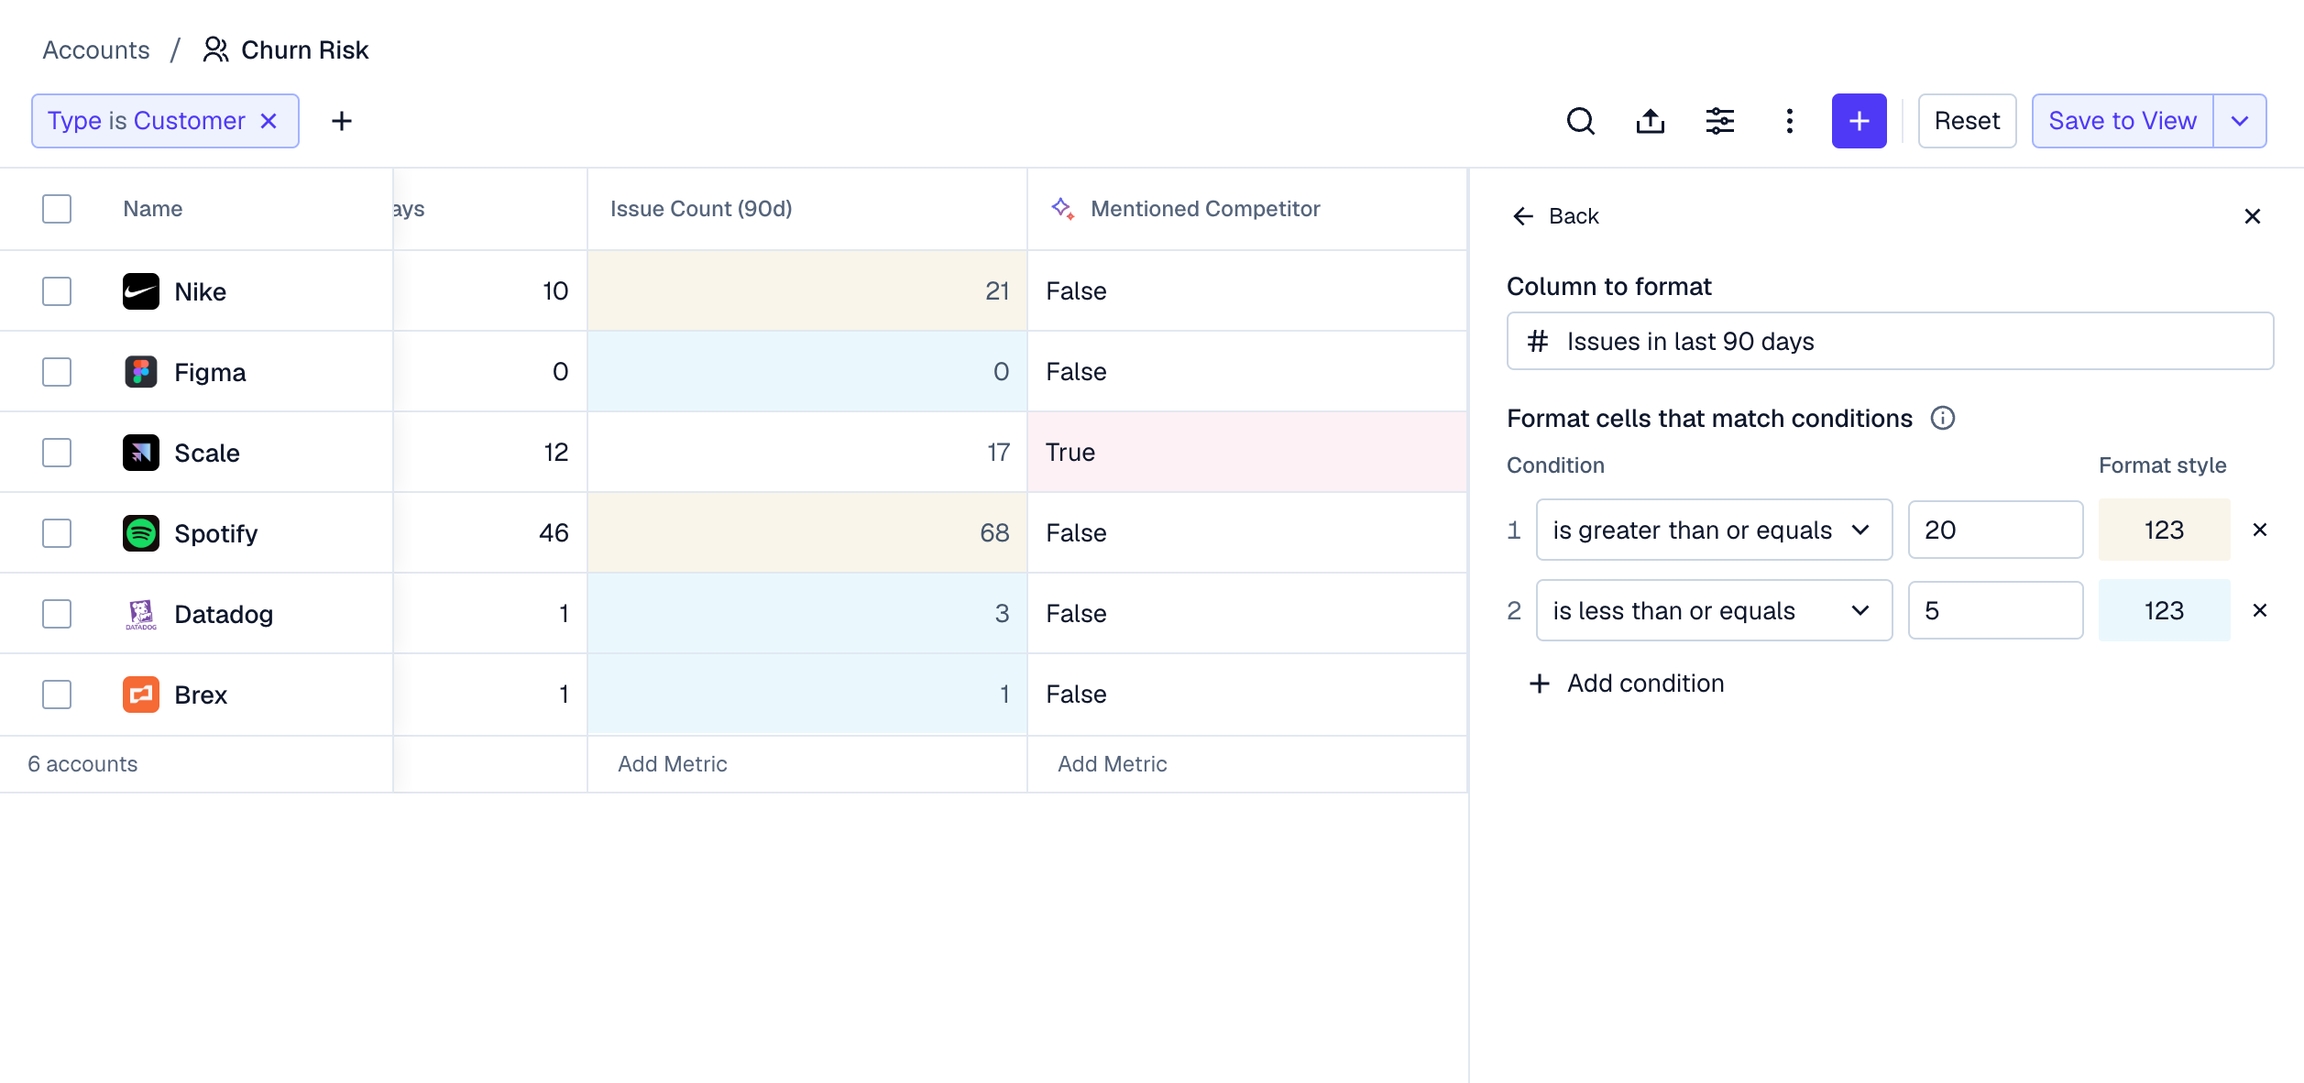 Accounts / Churn Risk
Type is Customer
Reset
Save to View
Name
ays
Issue Count (90d)
Mentioned Competitor
Nike
10
21
False
Figma
0
0
False
Scale
12
17
True
Spotify
46
68
False
DATADOG
Datadog
1
3
False
Brex
1
1
False
6 accounts
Add Metric
Add Metric
Back
Column to format
# Issues in last 90 days
Format cells that match conditions
Condition
Format style
1 is greater than or equals 20 123
2 is less than or equals 5 123
Add condition